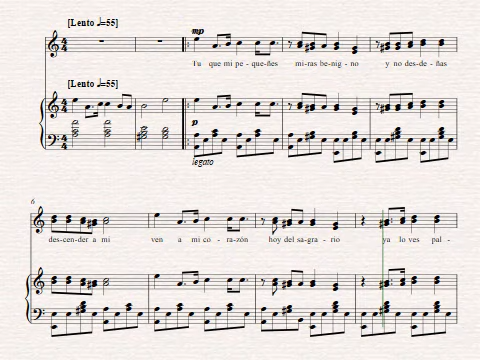 [Lento ♩=55]
mp
Tu que mi pe - que-ñes mi-ras be-nig - no y no des-de - ñas
[Lento ♩=55]
p
legato
6
des-cen-der a mi ven a mi co - ra-zón hoy del sa-gra - rio ya lo ves pal -